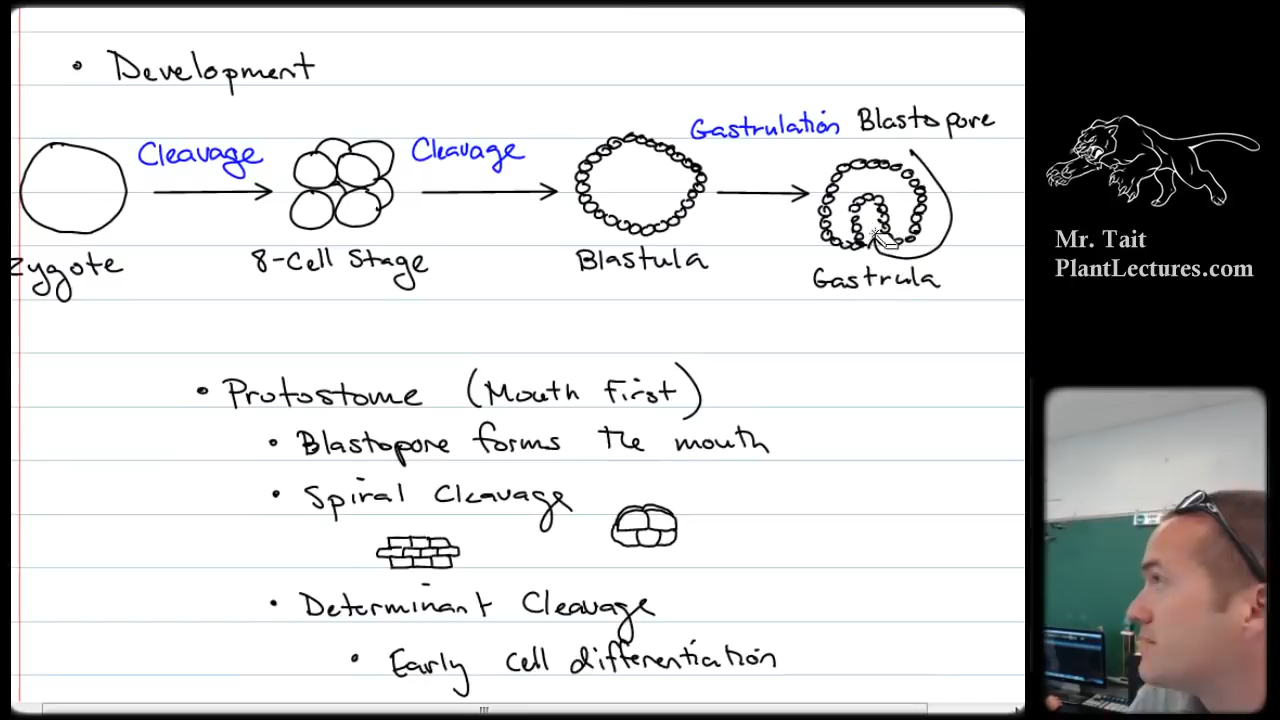 • Development
Cleavage
Cleavage
Gastrulation Blastopore
Zygote
8-Cell Stage
Blastula
Gastrula
• Protostome (Mouth First)
• Blastopore forms the mouth
• Spiral Cleavage
• Determinant Cleavage
• Early cell differentiation
Mr. Tait
PlantLectures.com